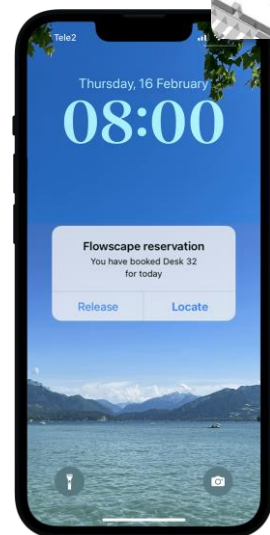 Tele2
Thursday, 16 February
08:00
Flowscape reservation
You have booked Desk 32
for today
Release
Locate